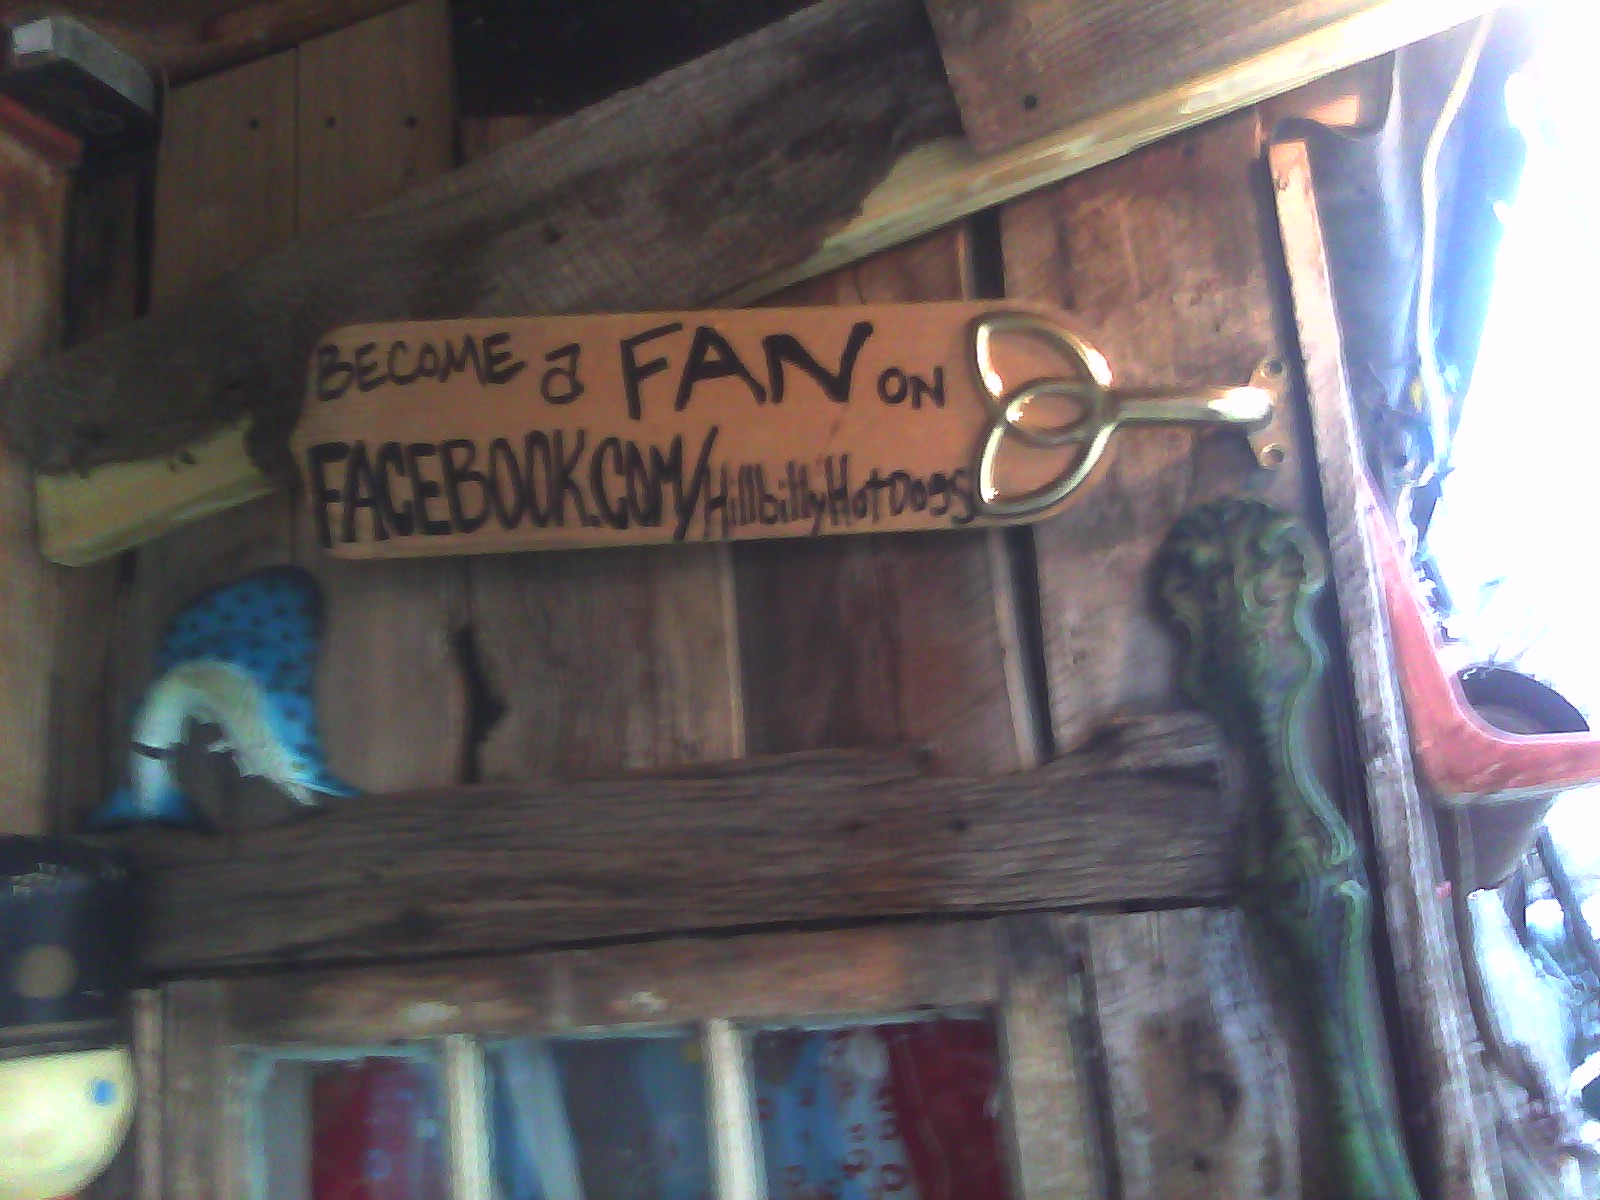 BECOME a FAN ON
FACEBOOK.COM/HillbillyHotDogs